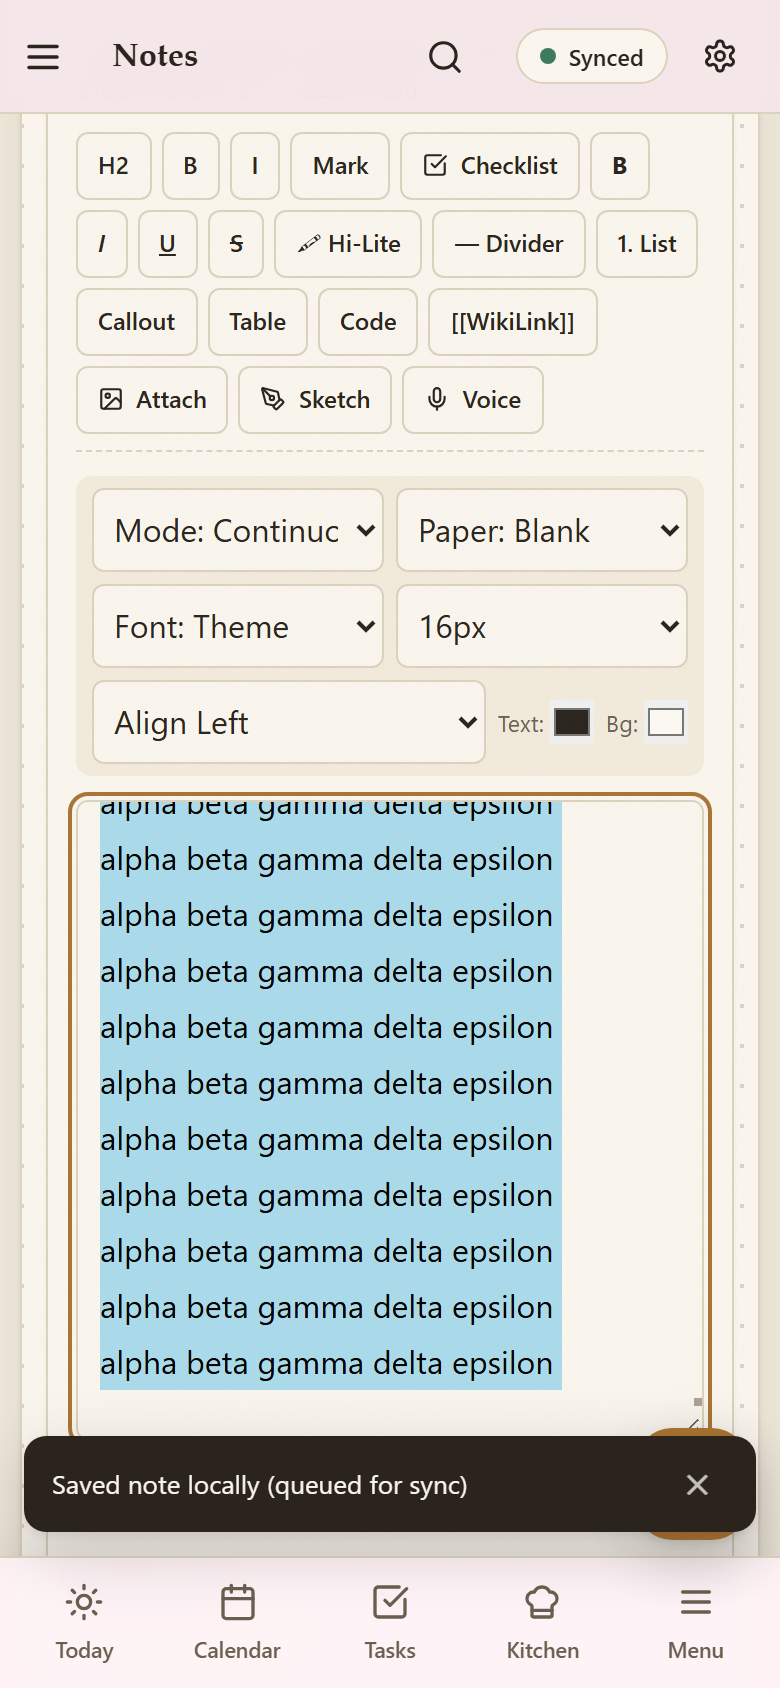 Notes
Synced
H2 B I Mark Checklist B
I U S Hi-Lite — Divider 1. List
Callout Table Code [[WikiLink]]
Attach Sketch Voice
Mode: Continuc Paper: Blank
Font: Theme 16px
Align Left Text: Bg:
alpha beta gamma delta epsilon
alpha beta gamma delta epsilon
alpha beta gamma delta epsilon
alpha beta gamma delta epsilon
alpha beta gamma delta epsilon
alpha beta gamma delta epsilon
alpha beta gamma delta epsilon
alpha beta gamma delta epsilon
alpha beta gamma delta epsilon
alpha beta gamma delta epsilon
alpha beta gamma delta epsilon
Saved note locally (queued for sync)
Today Calendar Tasks Kitchen Menu